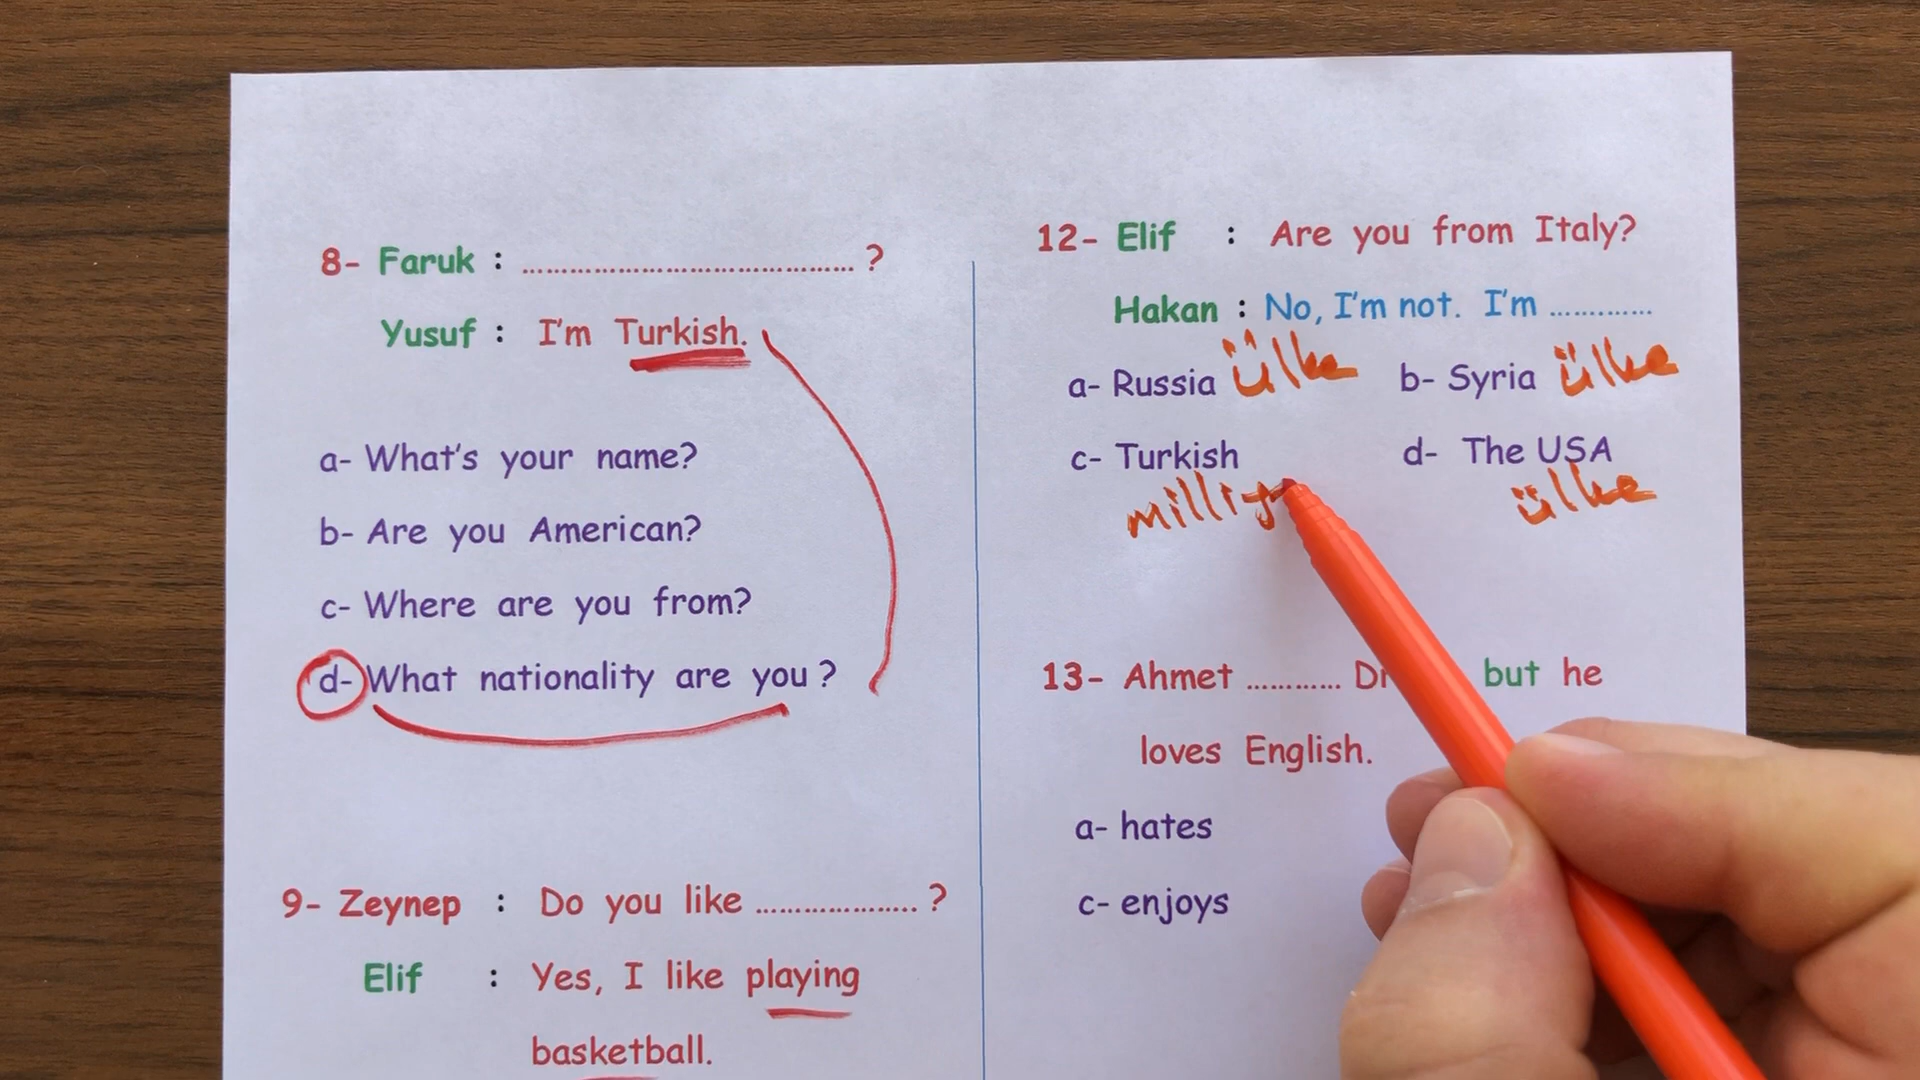 8- Faruk : ....................................... ?
Yusuf : I'm Turkish.
a- What's your name?
b- Are you American?
c- Where are you from?
d- What nationality are you ?
9- Zeynep : Do you like .................... ?
Elif : Yes, I like playing
basketball.
12- Elif : Are you from Italy?
Hakan : No, I'm not. I'm .............
a- Russia ülke b- Syria ülke
c- Turkish d- The USA
ülke
13- Ahmet ............ but he
loves English.
a- hates
c- enjoys